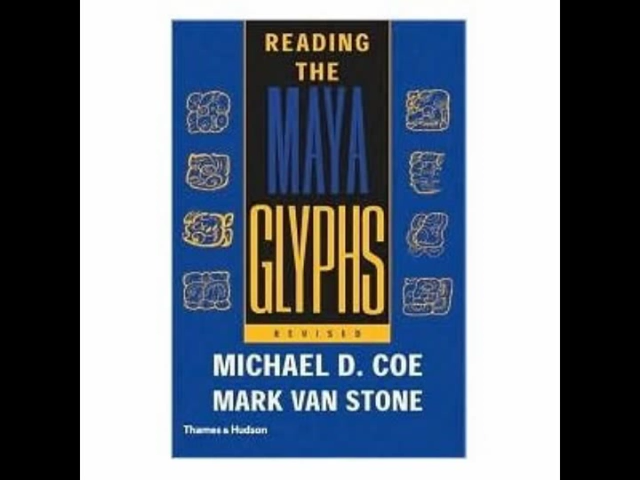 READING
THE
MAYA
GLYPHS
REVISED
MICHAEL D. COE
MARK VAN STONE
Thames & Hudson